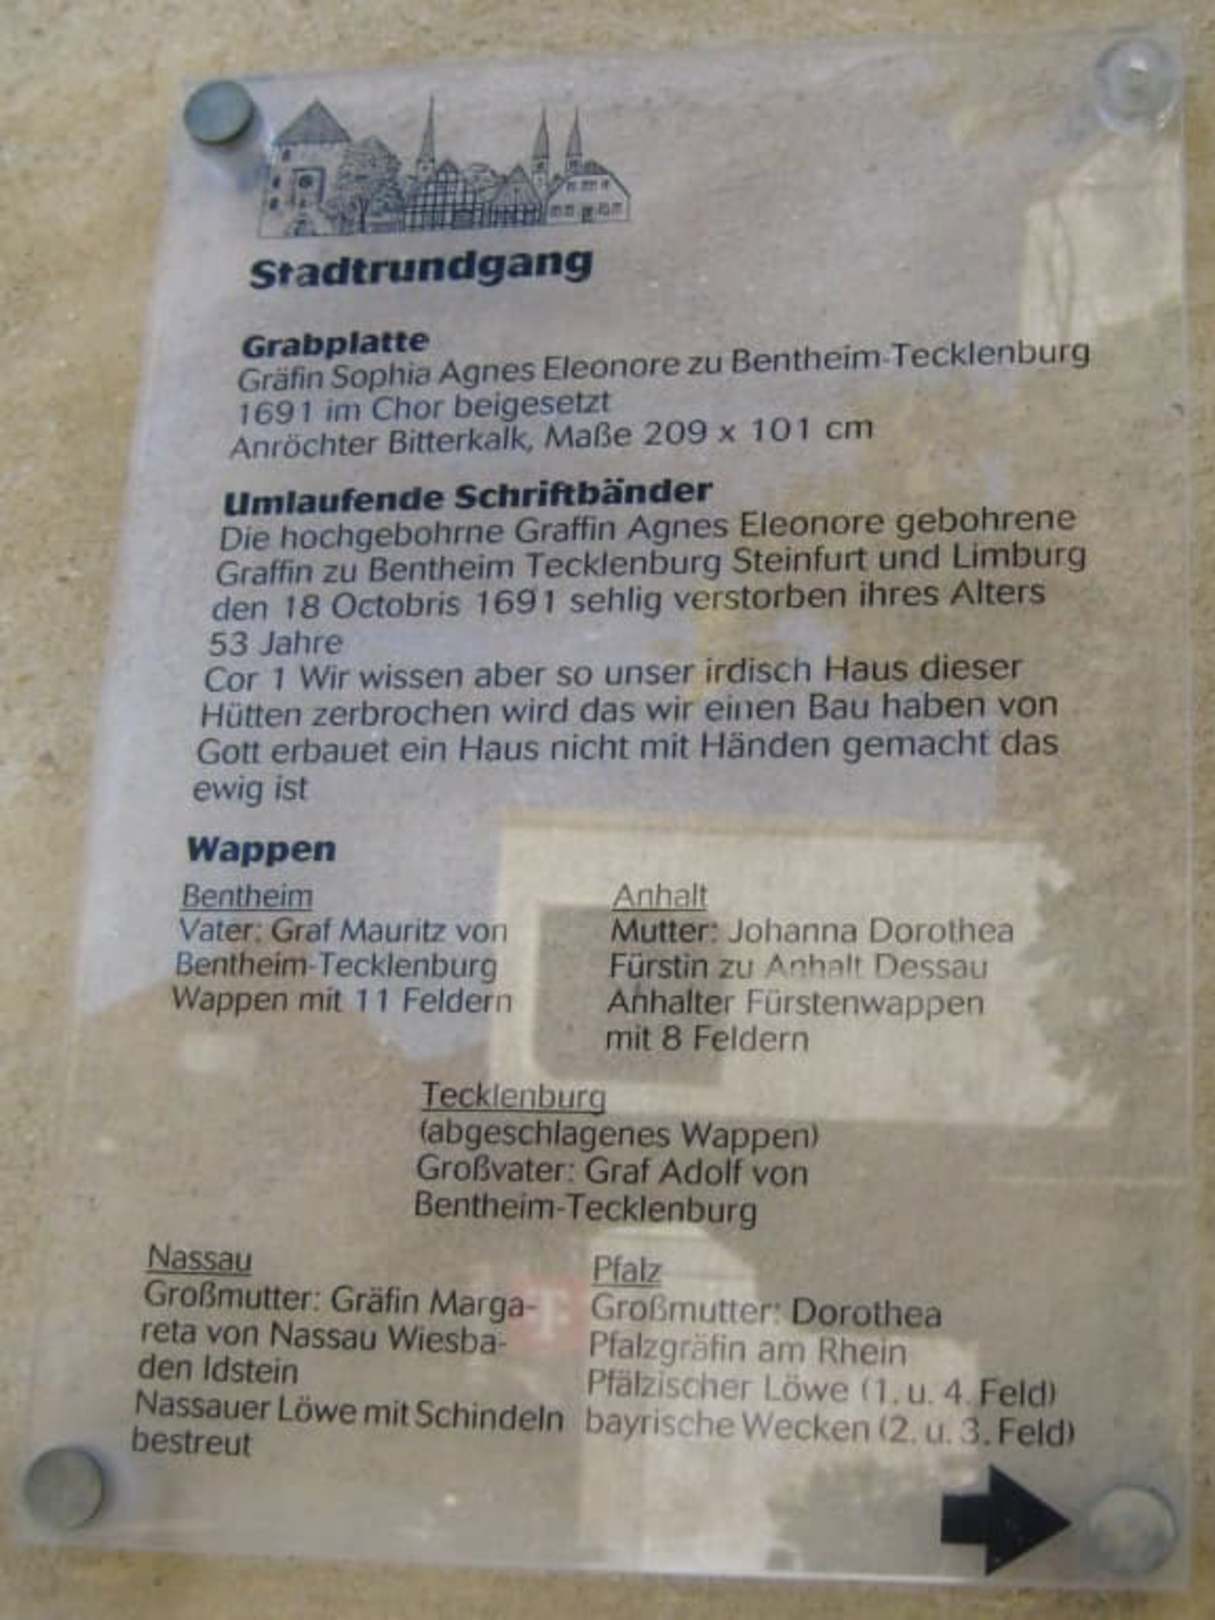 Stadtrundgang
Grabplatte
Gräfin Sophia Agnes Eleonore zu Bentheim-Tecklenburg
1691 im Chor beigesetzt
Anröchter Bitterkalk, Maße 209 x 101 cm
Umlaufende Schriftbänder
Die hochgebohrne Graffin Agnes Eleonore gebohrene
Graffin zu Bentheim Tecklenburg Steinfurt und Limburg
den 18 Octobris 1691 sehlig verstorben ihres Alters
53 Jahre
Cor 1 Wir wissen aber so unser irdisch Haus dieser
Hütten zerbrochen wird das wir einen Bau haben von
Gott erbauet ein Haus nicht mit Händen gemacht das
ewig ist
Wappen
Bentheim
Vater: Graf Mauritz von
Bentheim-Tecklenburg
Wappen mit 11 Feldern
Anhalt
Mutter: Johanna Dorothea
Fürstin zu Anhalt Dessau
Anhalter Fürstenwappen
mit 8 Feldern
Tecklenburg
(abgeschlagenes Wappen)
Großvater: Graf Adolf von
Bentheim-Tecklenburg
Nassau
Großmutter: Gräfin Marga-
reta von Nassau Wiesba-
den Idstein
Nassauer Löwe mit Schindeln
bestreut
Pfalz
Großmutter: Dorothea
Pfalzgräfin am Rhein
Pfälzischer Löwe (1. u. 4. Feld)
bayrische Wecken (2. u. 3. Feld)